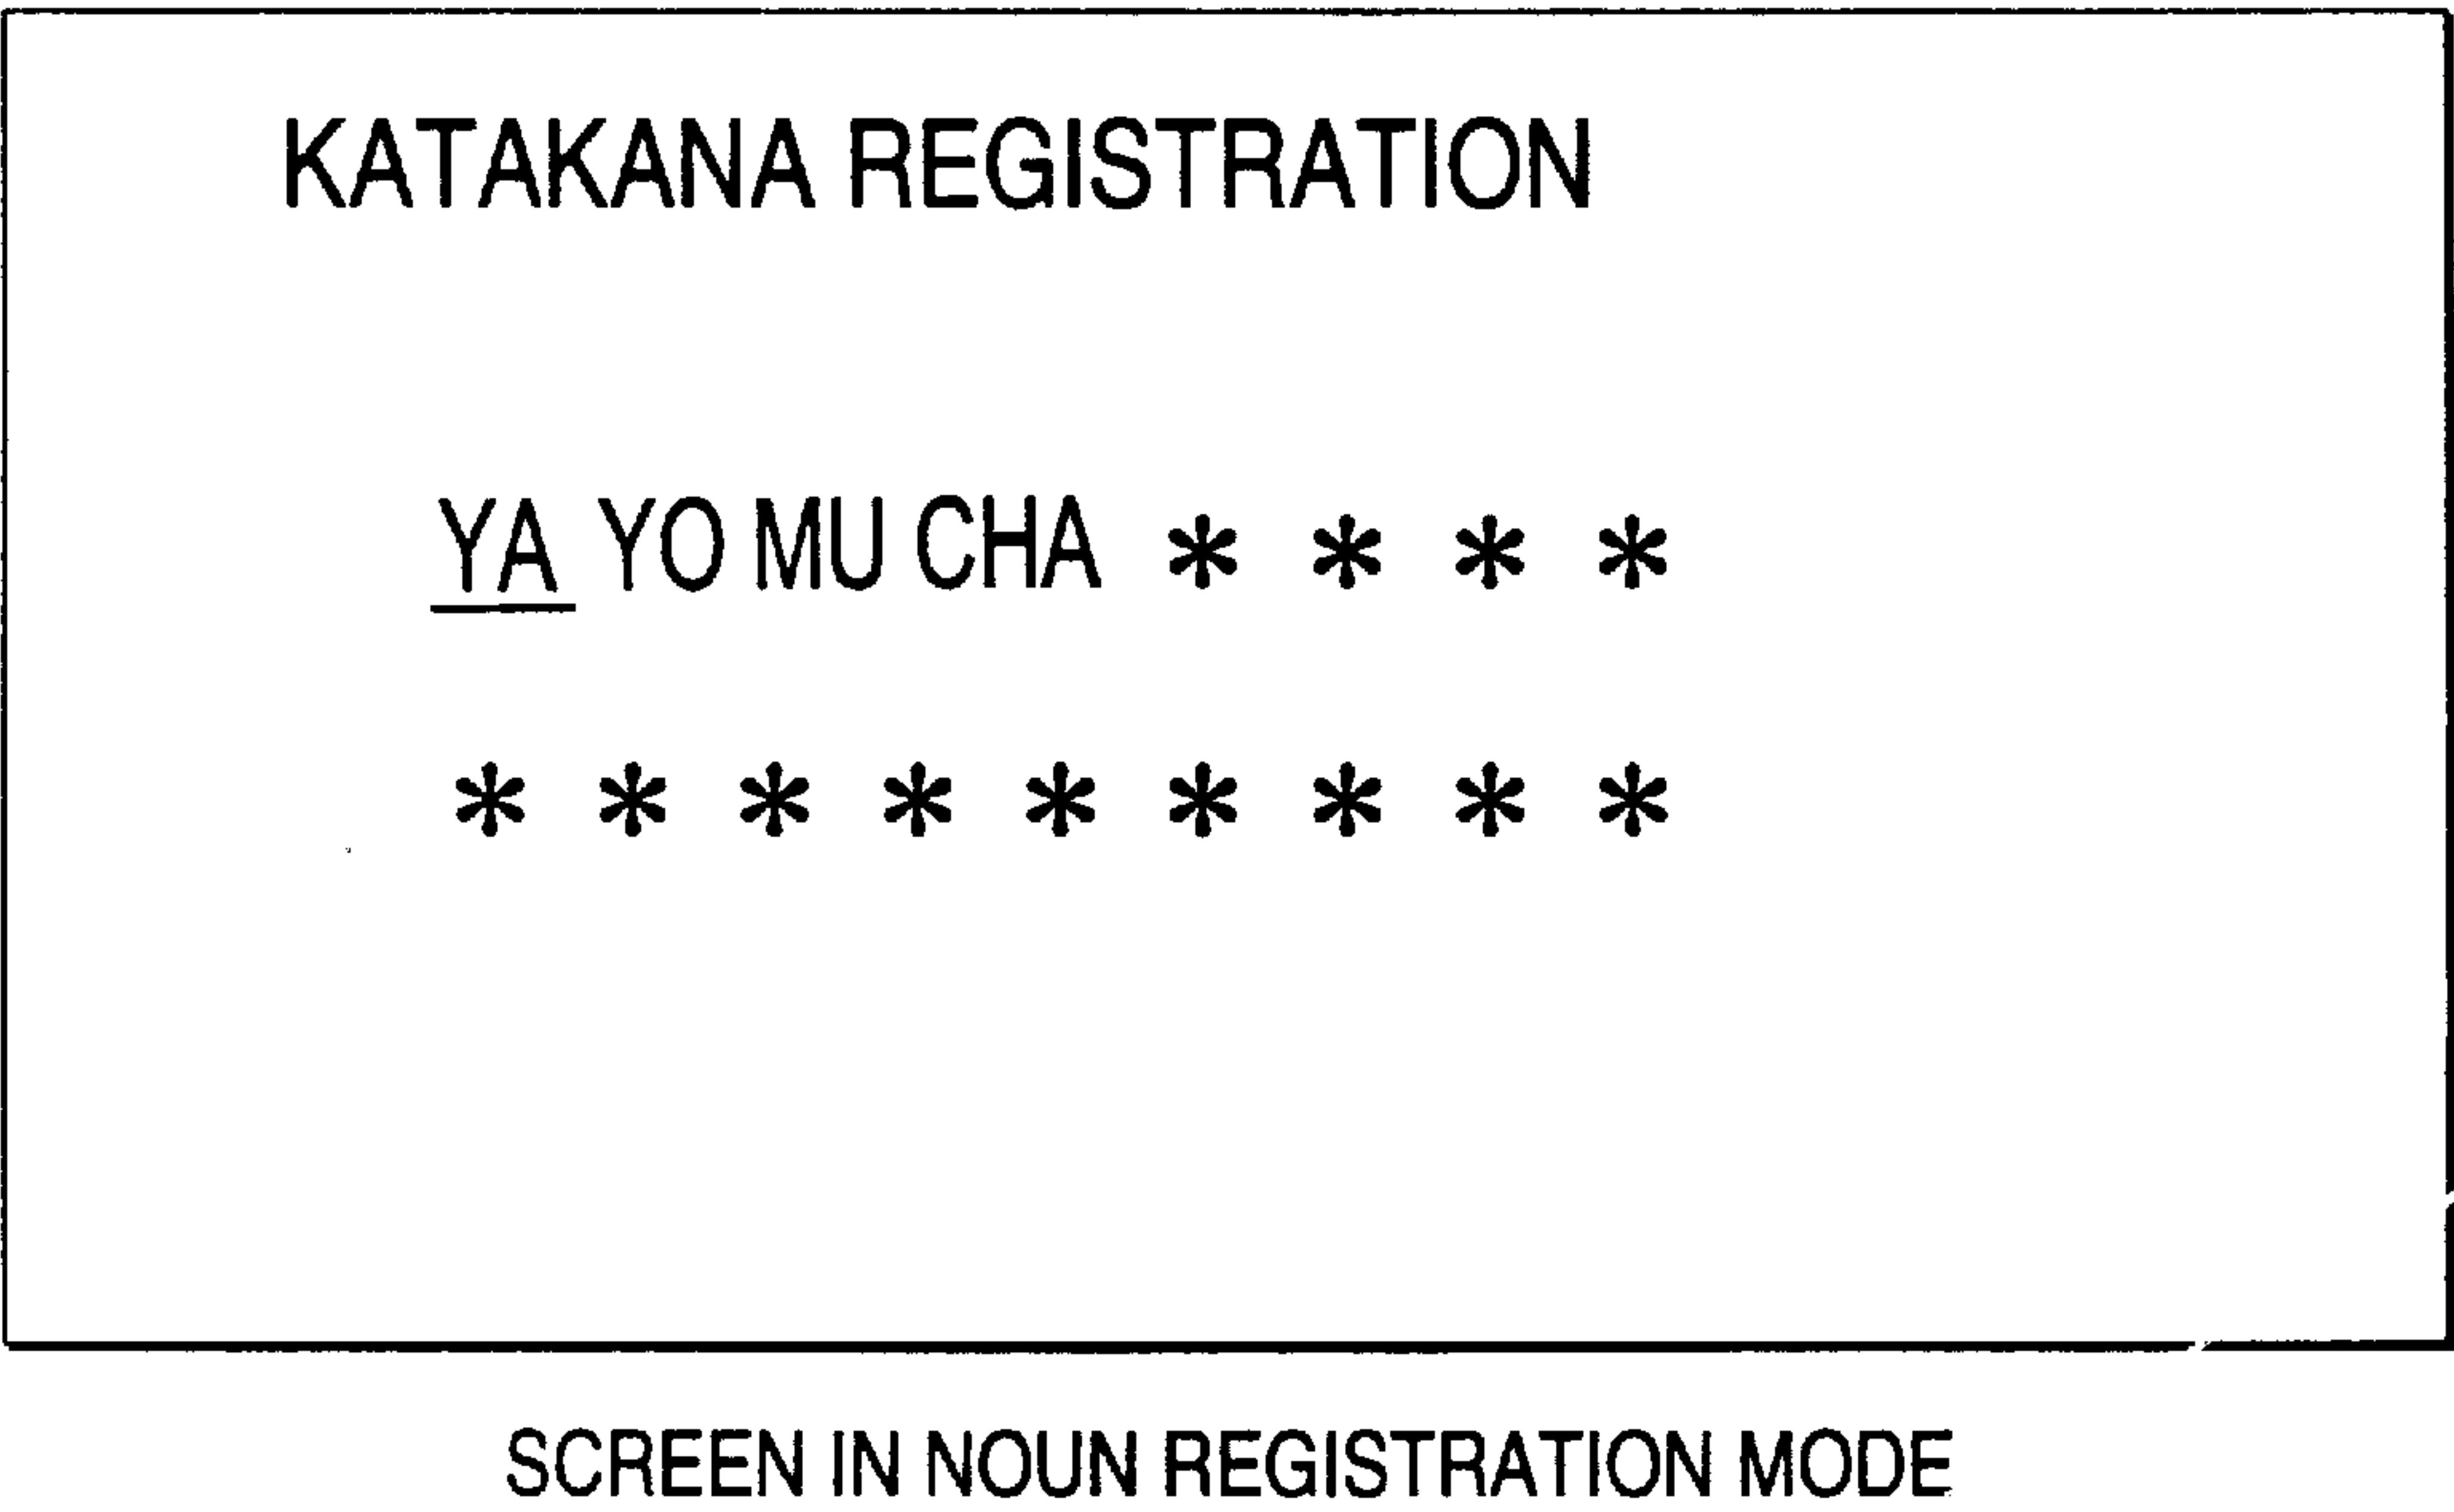 KATAKANA REGISTRATION
YA YO MU CHA * * * *
* * * * * * * * *
SCREEN IN NOUN REGISTRATION MODE